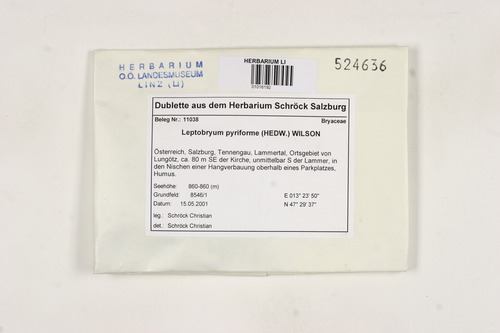 HERBARIUM
O.Ö. LANDESMUSEUM
LINZ (LI)
HERBARIUM LI
01016192
524636
Dublette aus dem Herbarium Schröck Salzburg
Beleg Nr.: 11038 Bryaceae
Leptobryum pyriforme (HEDW.) WILSON
Österreich, Salzburg, Tennengau, Lammertal, Ortsgebiet von
Lungötz, ca. 80 m SE der Kirche, unmittelbar S der Lammer, in
den Nischen einer Hangverbauung oberhalb eines Parkplatzes,
Humus.
Seehöhe: 860-860 (m)
Grundfeld: 8546/1 E 013° 23' 50"
Datum: 15.05.2001 N 47° 29' 37"
leg.: Schröck Christian
det.: Schröck Christian